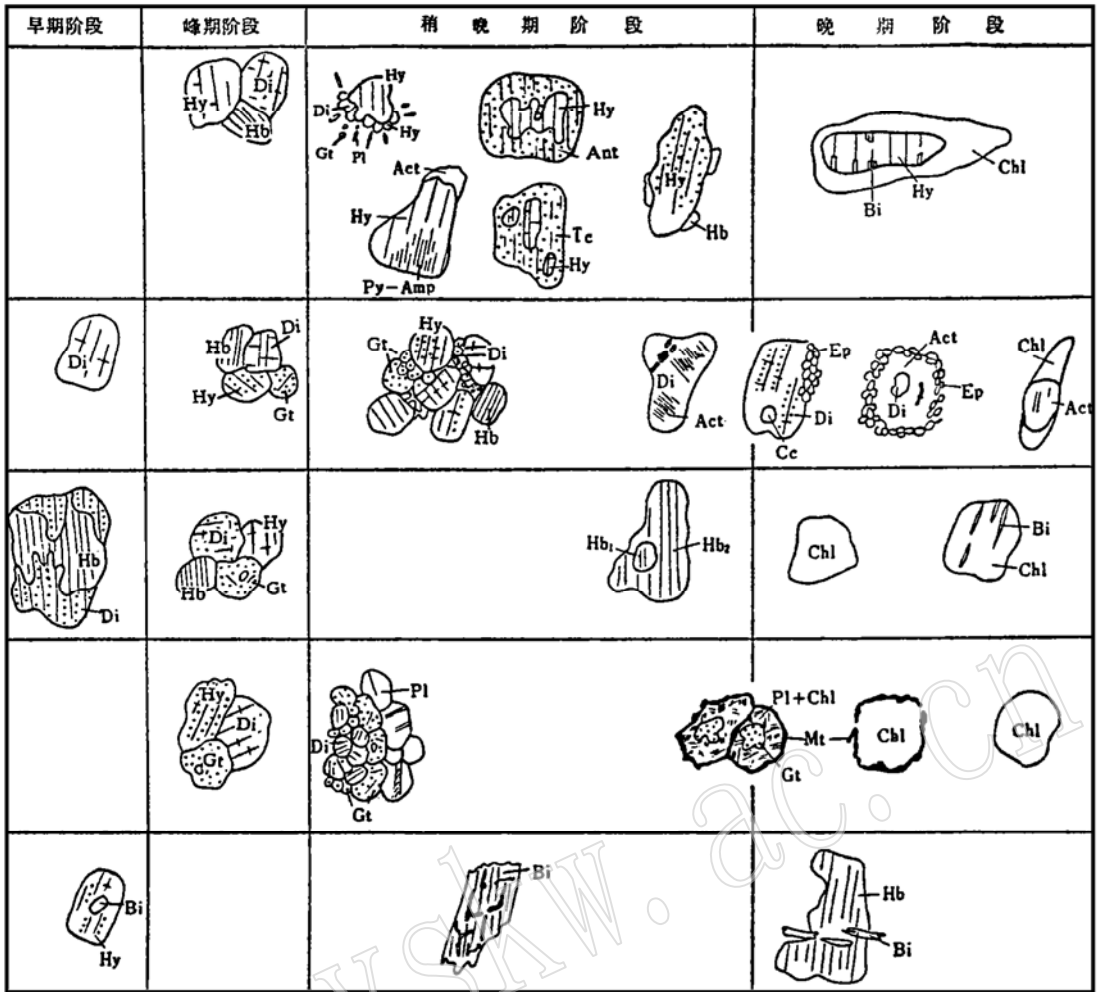 早期阶段 峰期阶段 稍晚期阶段 晚期阶段
Hy Di Hb
Hy Di Hy Gt Pl
Hy Ant
Act Hy Py-Amp
Tc Hy
Hy Hb
Chl Hy Bi
Di
Hb Di Hy Gt
Hy Gt Di Hb
Di Act
Ep Di Cc
Act Ep Di
Chl Act
Hb Di
Di Hy Hb Gt
Hb₁ Hb₂
Chl
Bi Chl
Hy Di Gt
Pl Di Gt
Pl+Chl Mt Gt
Chl
Chl
Bi Hy
Bi
Hb Bi
yskw.ac.cn